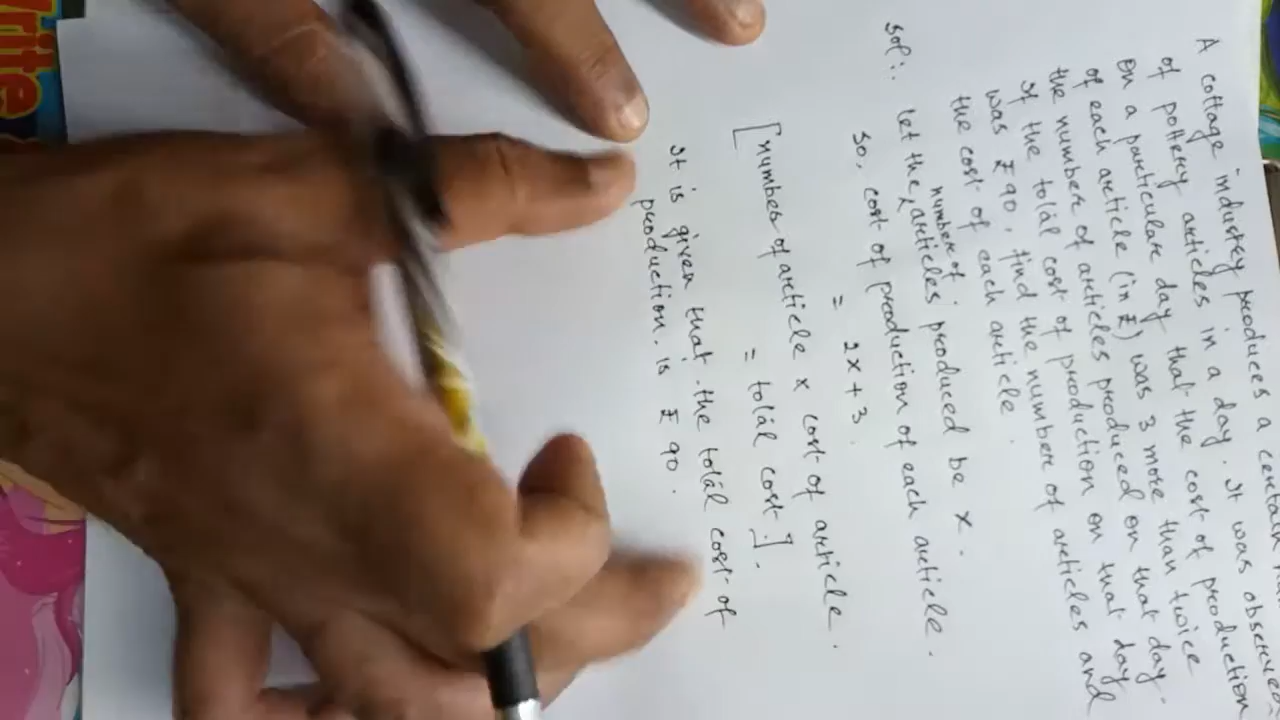 A cottage industry produces a certain
of pottery articles in a day. It was observed
on a particular day that the cost of production
of each article (in ₹) was 3 more than twice
the number of articles produced on that day.
If the total cost of production on that day
was ₹ 90, find the number of articles and
the cost of each article.
Solⁿ:. Let the number of articles produced be x.
So, cost of production of each article.
= 2x + 3.
[number of article × cost of article.
= total cost.].
It is given that the total cost of
production. is ₹ 90.
Write